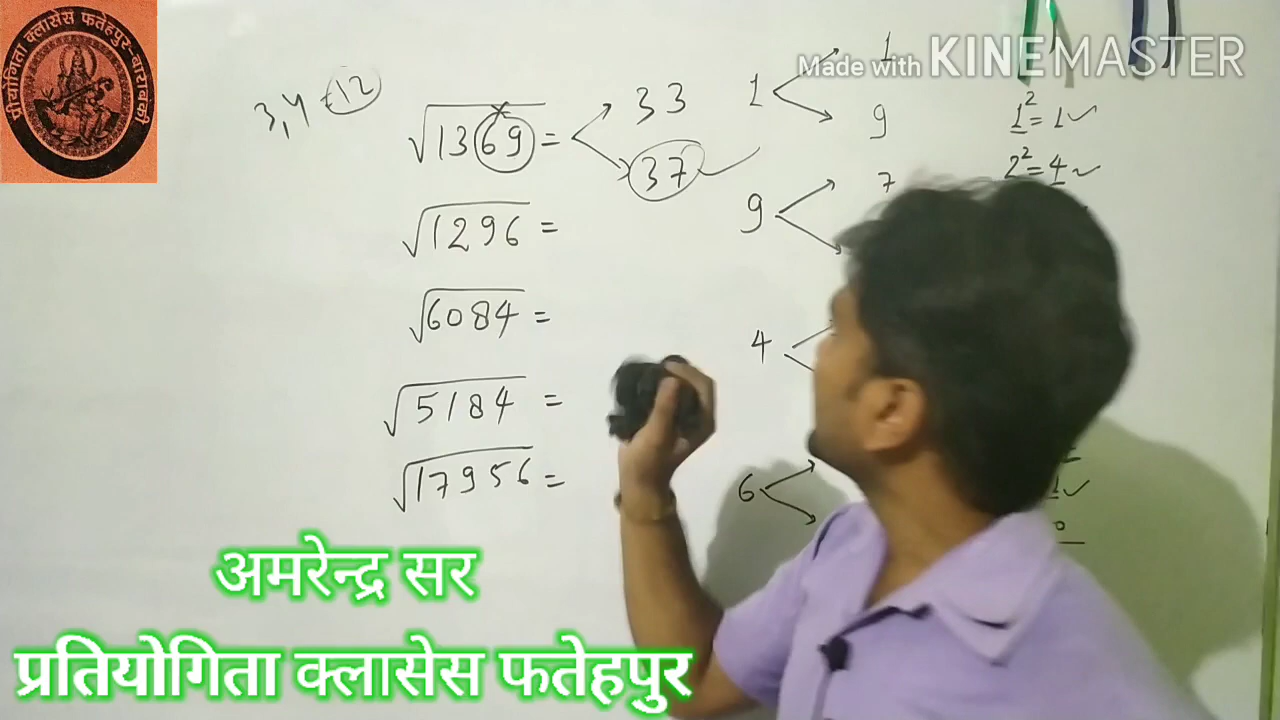 प्रीयोगिता क्लासेस फतेहपुर-बाराबंकी
Made with KINEMASTER
3,4 = 12
√1369 =
33
37
√1296 =
√6084 =
√5184 =
√17956 =
1
1
9
9
7
4
6
1² = 1 ✓
2² = 4 ✓
अमरेन्द्र सर
प्रतियोगिता क्लासेस फतेहपुर